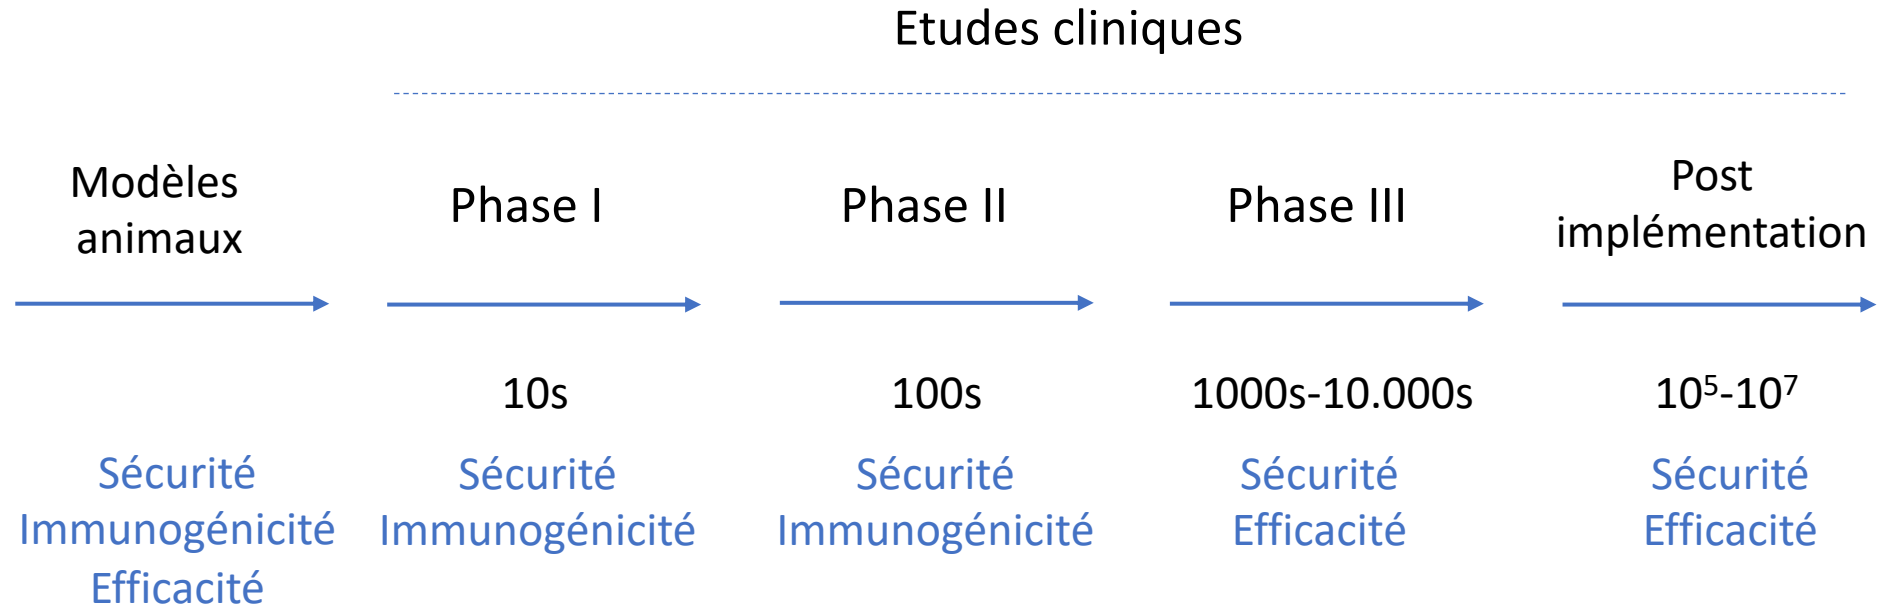 Etudes cliniques
Modèles
animaux
Phase I
Phase II
Phase III
Post
implémentation
10s
100s
1000s-10.000s
10⁵-10⁷
Sécurité
Immunogénicité
Efficacité
Sécurité
Immunogénicité
Sécurité
Immunogénicité
Sécurité
Efficacité
Sécurité
Efficacité